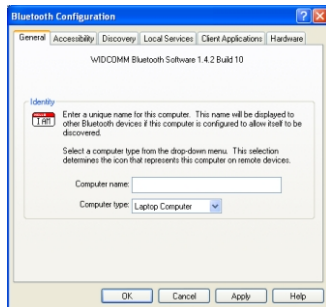 Bluetooth Configuration
General Accessibility Discovery Local Services Client Applications Hardware
WIDCOMM Bluetooth Software 1.4.2 Build 10
Identity
Enter a unique name for this computer. This name will be displayed to
HELLO
I AM
other Bluetooth devices if this computer is configured to allow itself to be
discovered.
Select a computer type from the drop-down menu. This selection
determines the icon that represents this computer on remote devices.
Computer name:
Computer type: Laptop Computer
OK Cancel Apply Help